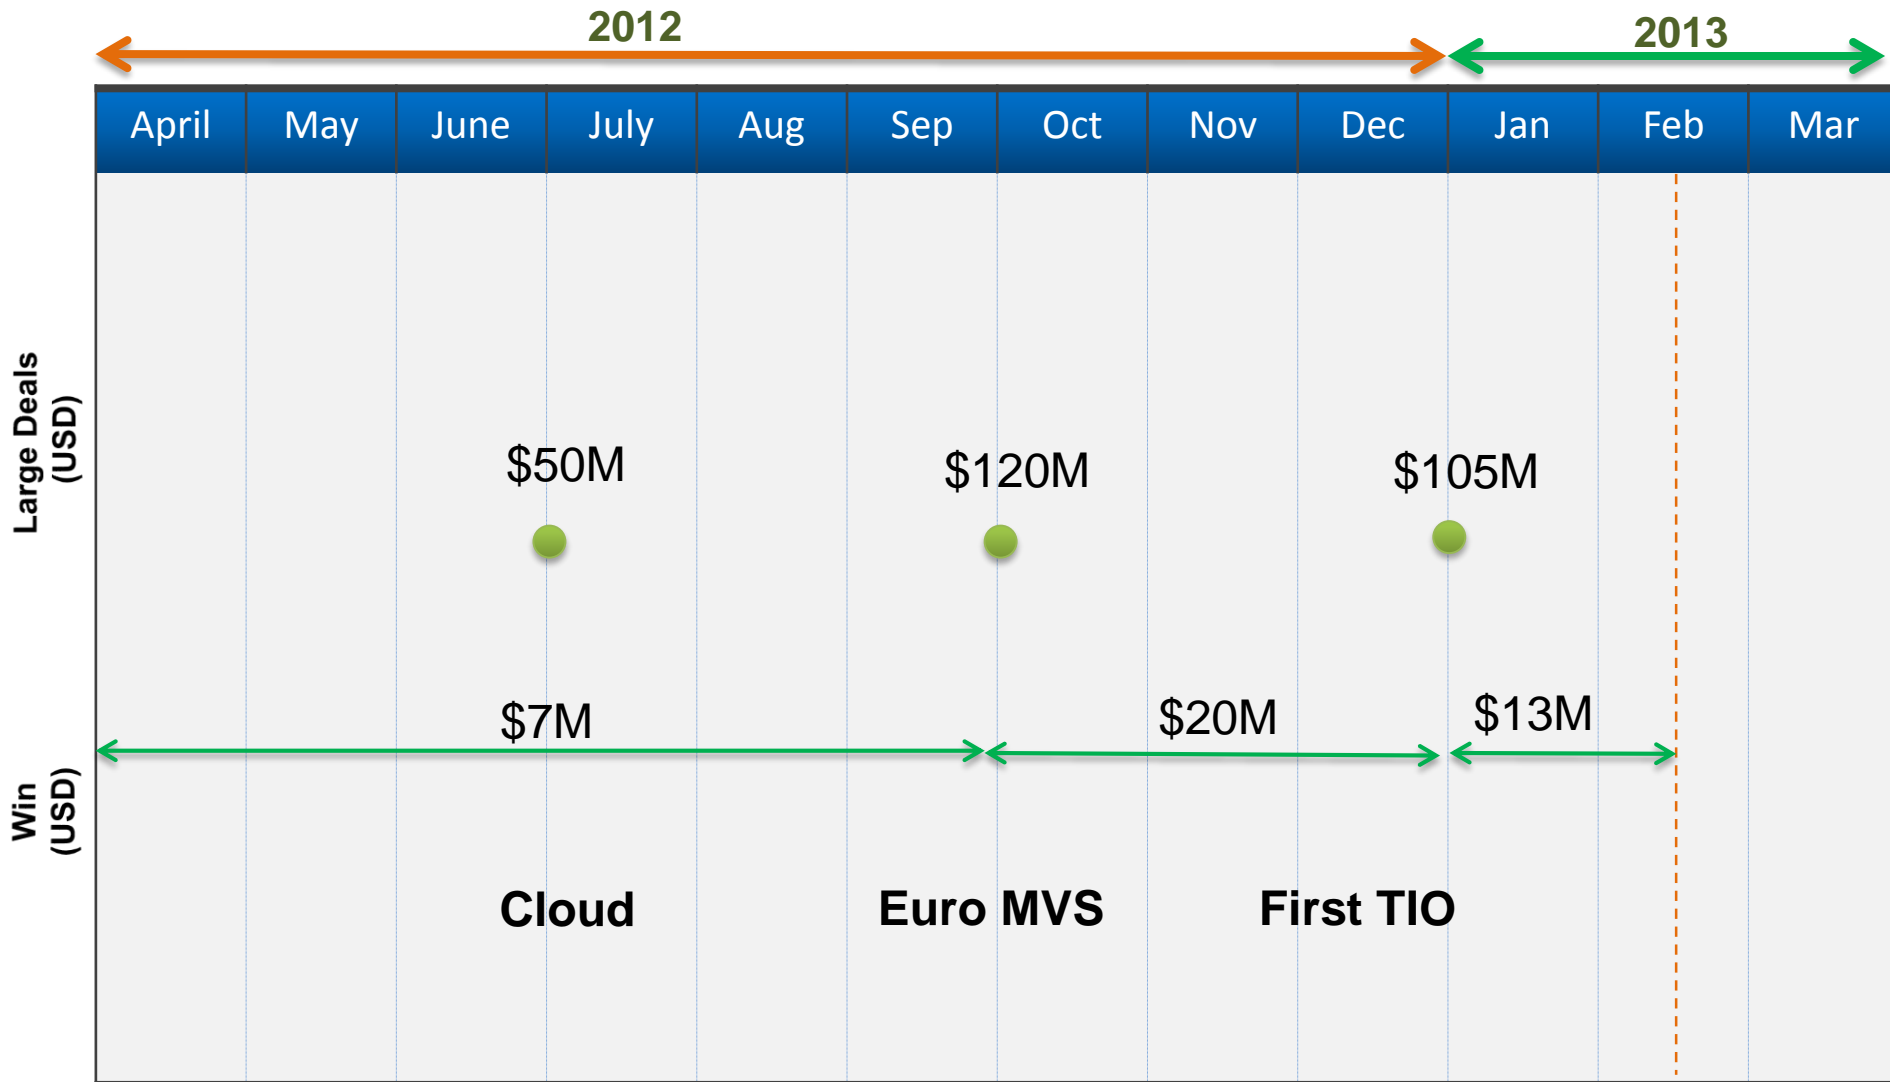 2012
2013
April
May
June
July
Aug
Sep
Oct
Nov
Dec
Jan
Feb
Mar
Large Deals
(USD)
$50M
$120M
$105M
Win
(USD)
$7M
$20M
$13M
Cloud
Euro MVS
First TIO